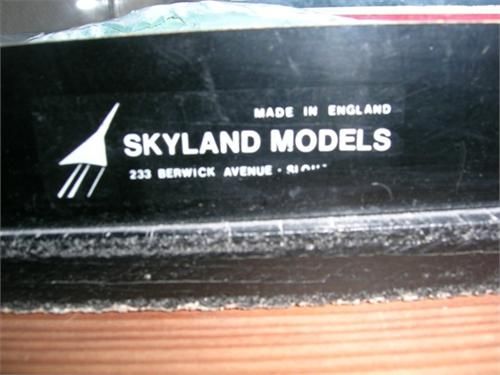 MADE IN ENGLAND
SKYLAND MODELS
233 BERWICK AVENUE ·